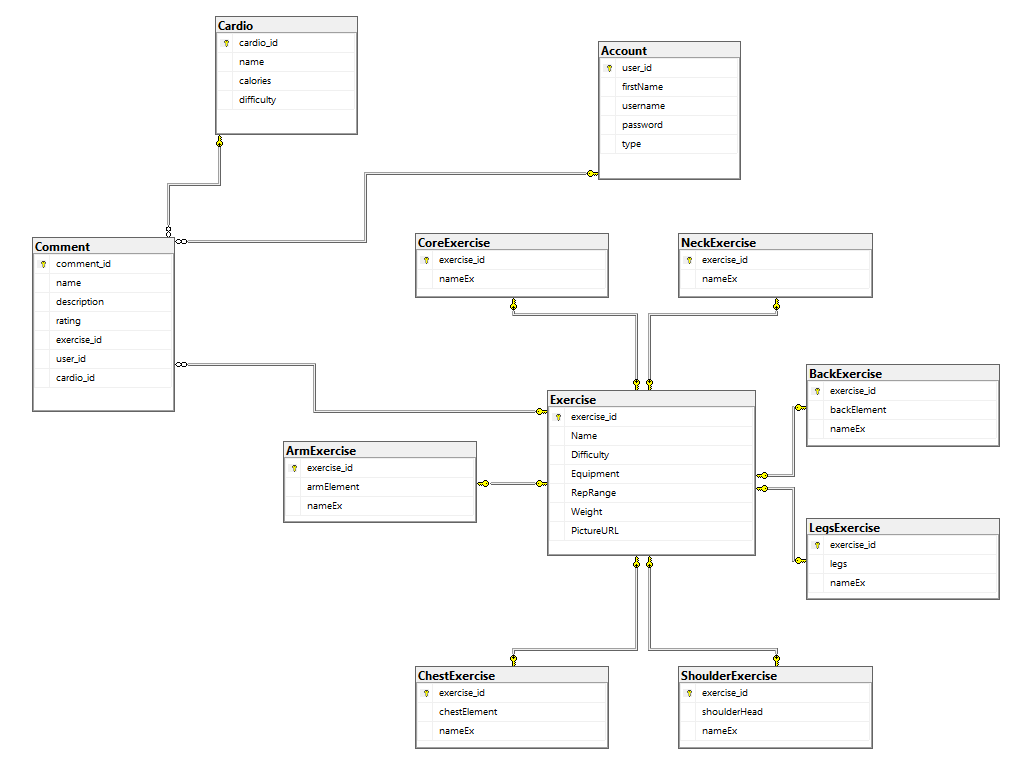 Cardio
cardio_id
name
calories
difficulty
Account
user_id
firstName
username
password
type
Comment
comment_id
name
description
rating
exercise_id
user_id
cardio_id
CoreExercise
exercise_id
nameEx
NeckExercise
exercise_id
nameEx
BackExercise
exercise_id
backElement
nameEx
Exercise
exercise_id
Name
Difficulty
Equipment
RepRange
Weight
PictureURL
ArmExercise
exercise_id
armElement
nameEx
LegsExercise
exercise_id
legs
nameEx
ChestExercise
exercise_id
chestElement
nameEx
ShoulderExercise
exercise_id
shoulderHead
nameEx